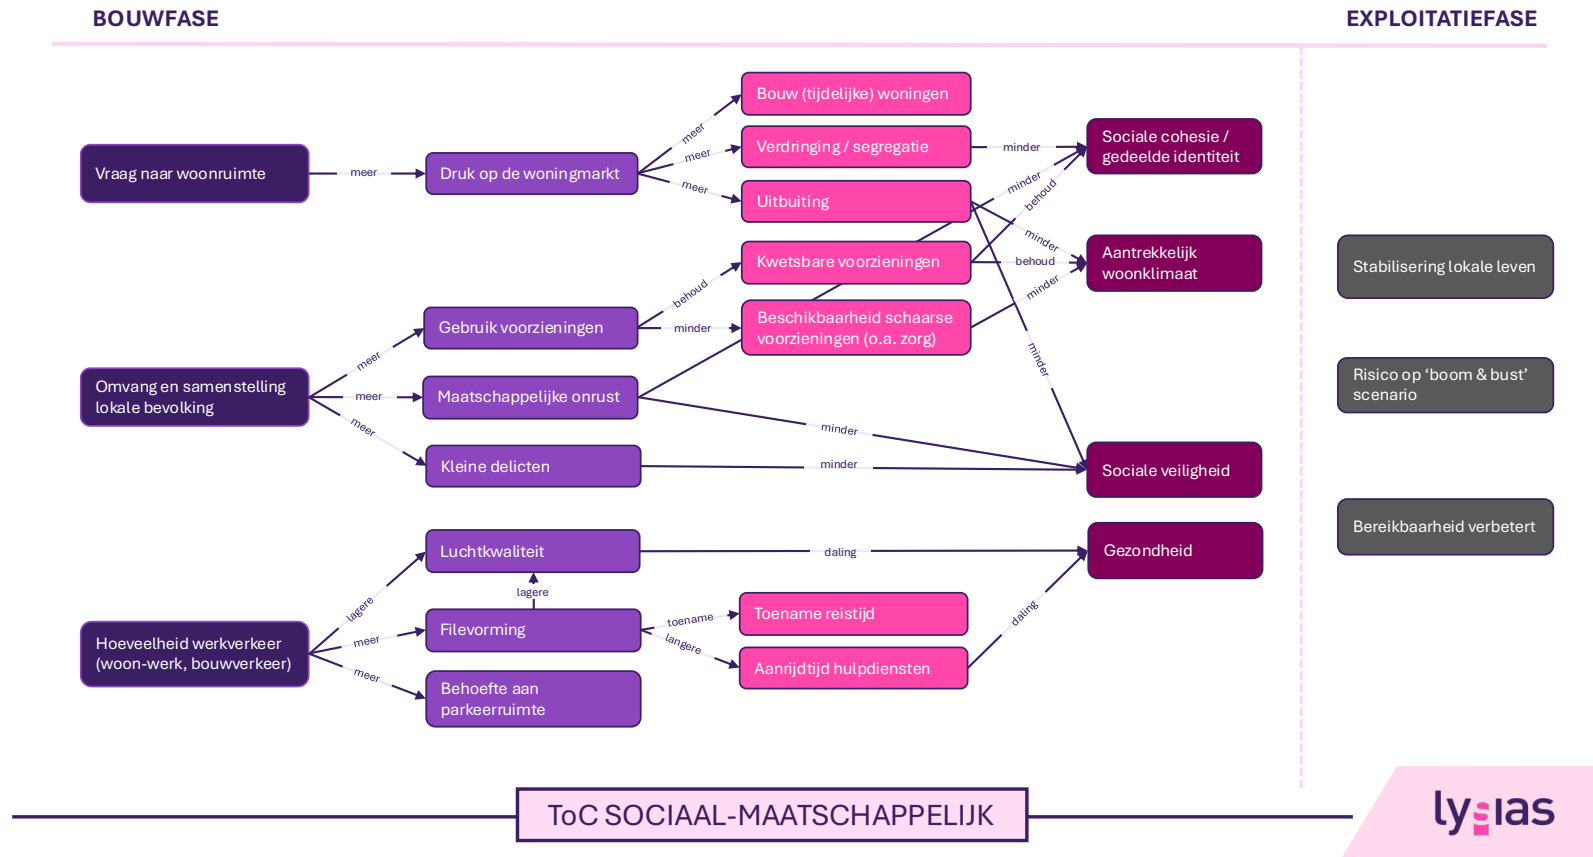 BOUWFASE
EXPLOITATIEFASE
Vraag naar woonruimte
meer
Druk op de woningmarkt
meer
meer
meer
Bouw (tijdelijke) woningen
Verdringing / segregatie
Uitbuiting
minder
Sociale cohesie /
gedeelde identiteit
minder
behoud
Omvang en samenstelling
lokale bevolking
meer
meer
meer
Gebruik voorzieningen
behoud
minder
Kwetsbare voorzieningen
Beschikbaarheid schaarse
voorzieningen (o.a. zorg)
minder
behoud
minder
Aantrekkelijk
woonklimaat
Maatschappelijke onrust
minder
minder
Kleine delicten
minder
Sociale veiligheid
Hoeveelheid werkverkeer
(woon-werk, bouwverkeer)
lagere
meer
meer
Luchtkwaliteit
daling
Gezondheid
lagere
Filevorming
toename
langere
Toename reistijd
Aanrijdtijd hulpdiensten
daling
Behoefte aan
parkeerruimte
Stabilisering lokale leven
Risico op ‘boom & bust’
scenario
Bereikbaarheid verbetert
ToC SOCIAAL-MAATSCHAPPELIJK
lysias